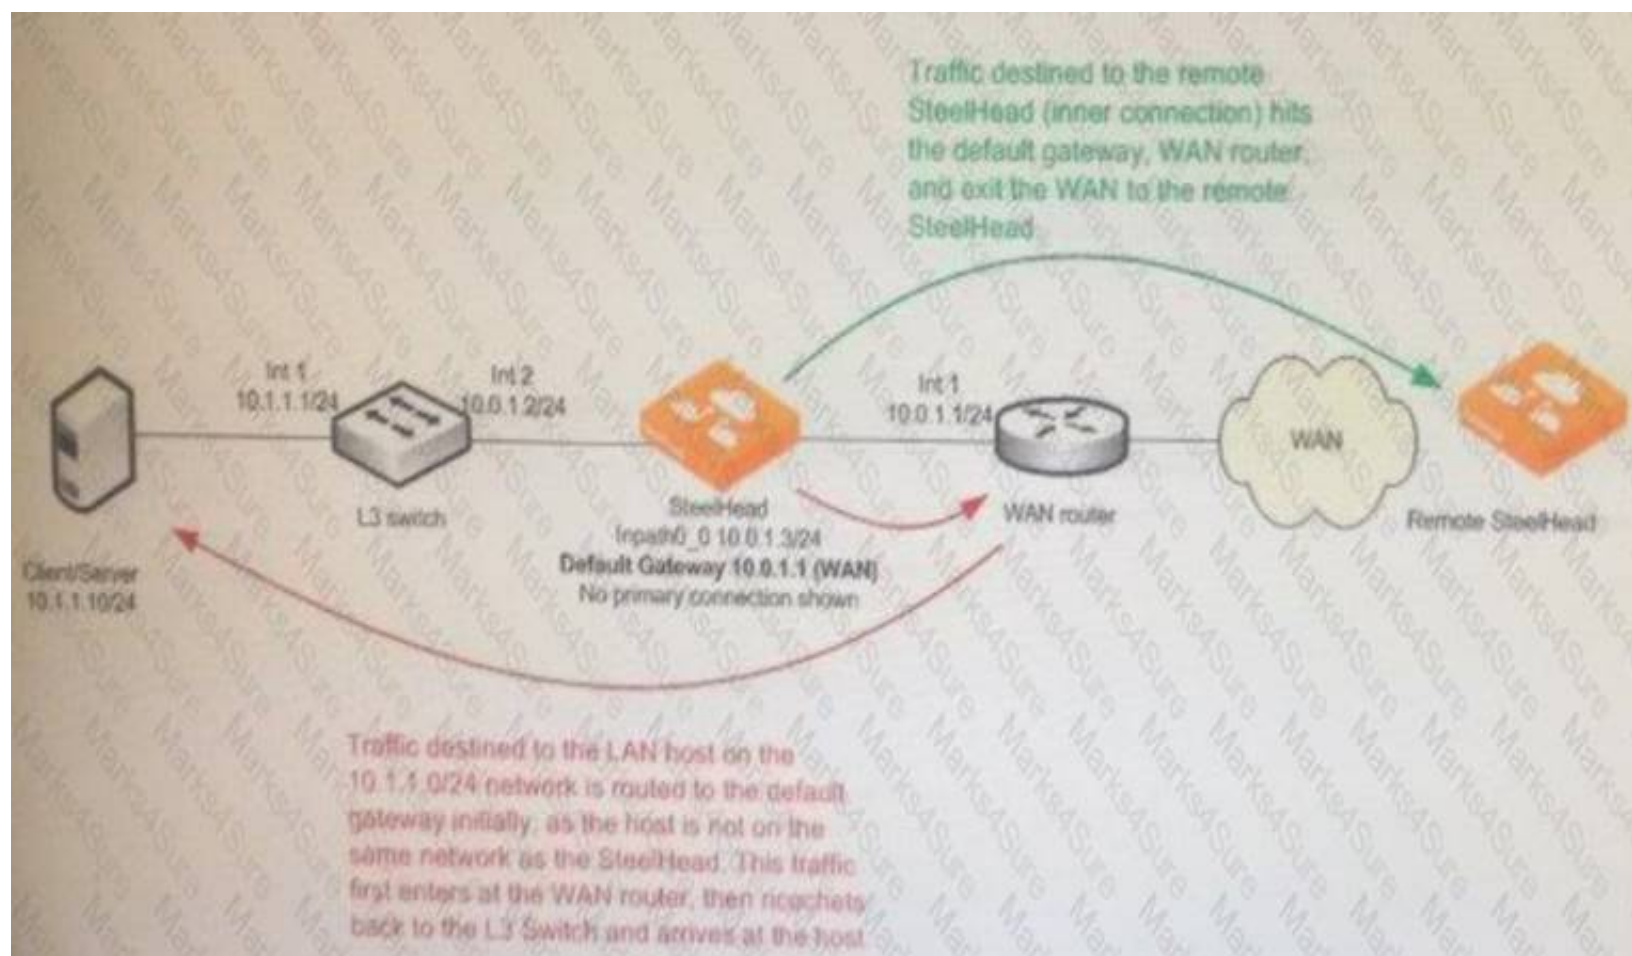 Traffic destined to the remote
SteelHead (inner connection) hits
the default gateway, WAN router,
and exit the WAN to the remote
SteelHead
Int 1
10.1.1.1/24
Int 2
10.0.1.2/24
Int 1
10.0.1.1/24
WAN
L3 switch
SteelHead
Inpath0_0 10.0.1.3/24
Default Gateway 10.0.1.1 (WAN)
No primary connection shown
WAN router
Remote SteelHead
Client/Server
10.1.1.10/24
Traffic destined to the LAN host on the
10.1.1.0/24 network is routed to the default
gateway initially, as the host is not on the
same network as the SteelHead. This traffic
first enters at the WAN router, then ricochets
back to the L3 Switch and arrives at the host
Marks4Sure